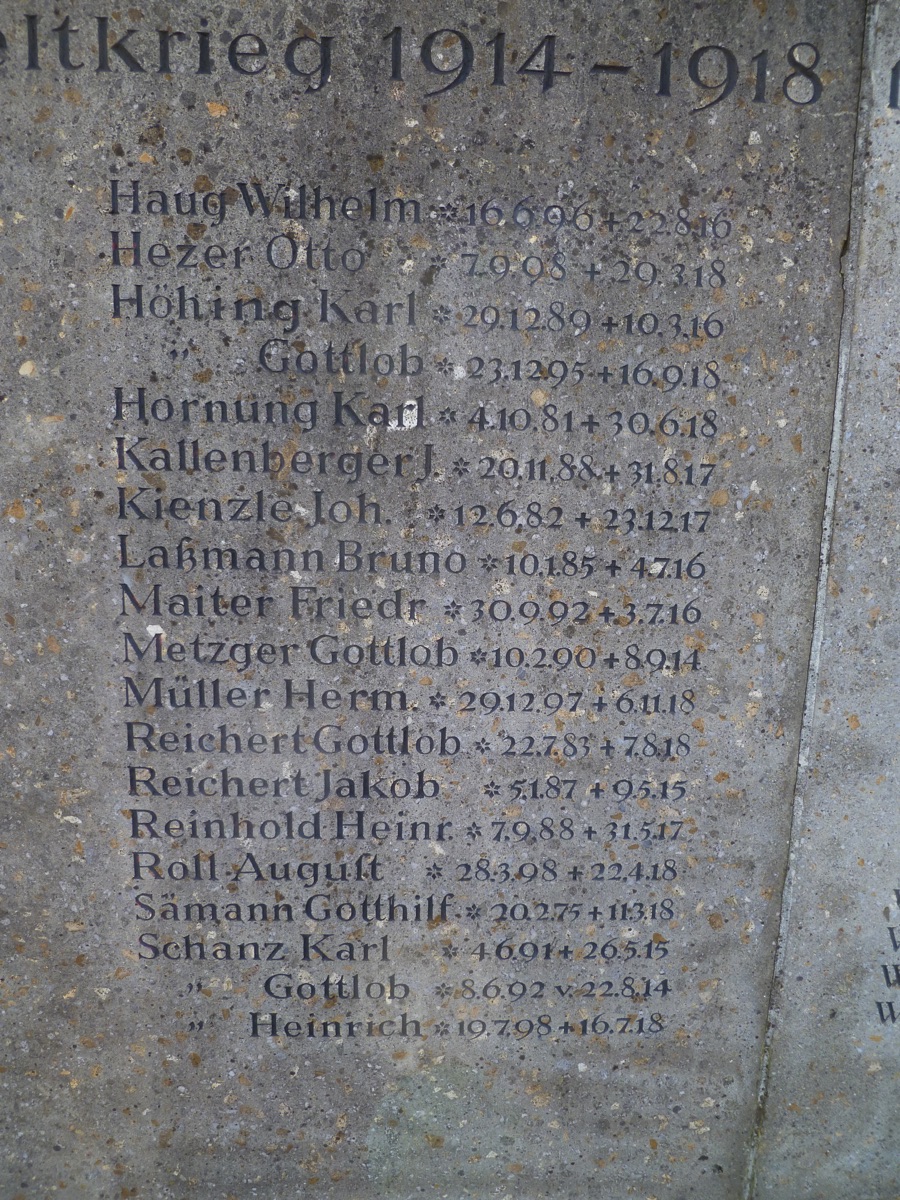 eltkrieg 1914-1918
Haug Wilhelm *16.6.96+22.8.16
Hezer Otto *7.9.98 +29.3.18
Höhing Karl *29.12.89+10.3.16
" Gottlob *23.12.95+16.9.18
Hornung Karl *4.10.81+30.6.18
Kallenberger J. *20.11.88+31.8.17
Kienzle Joh. *12.6.82 +23.12.17
Laßmann Bruno *10.1.85 +4.7.16
Maiter Friedr. *30.9.92+3.7.16
Metzger Gottlob *10.2.90+8.9.14
Müller Herm. *29.12.97 +6.11.18
Reichert Gottlob *22.7.83 +7.8.18
Reichert Jakob *5.1.87 +9.5.15
Reinhold Heinr. *7.9.88+31.5.17
Roll August *28.3.98 +22.4.18
Sämann Gotthilf. *20.2.75+11.3.18
Schanz Karl *4.6.91+26.5.15
" Gottlob *8.6.92 v.22.8.14
" Heinrich *19.7.98+16.7.18